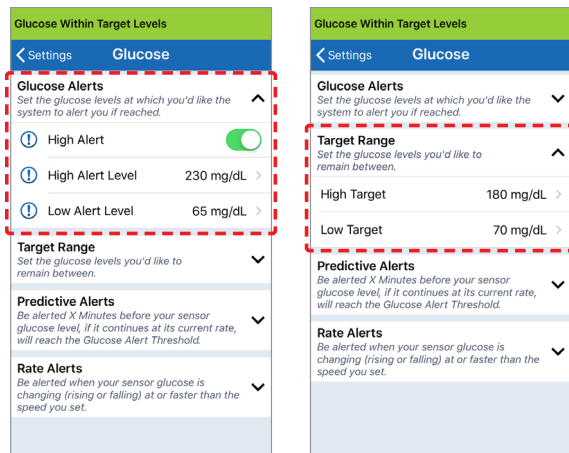 Glucose Within Target Levels
Settings Glucose
Glucose Alerts
Set the glucose levels at which you'd like the
system to alert you if reached.
High Alert
High Alert Level 230 mg/dL
Low Alert Level 65 mg/dL
Target Range
Set the glucose levels you'd like to
remain between.
Predictive Alerts
Be alerted X Minutes before your sensor
glucose level, if it continues at its current rate,
will reach the Glucose Alert Threshold.
Rate Alerts
Be alerted when your sensor glucose is
changing (rising or falling) at or faster than the
speed you set.
Glucose Within Target Levels
Settings Glucose
Glucose Alerts
Set the glucose levels at which you'd like the
system to alert you if reached.
Target Range
Set the glucose levels you'd like to
remain between.
High Target 180 mg/dL
Low Target 70 mg/dL
Predictive Alerts
Be alerted X Minutes before your sensor
glucose level, if it continues at its current rate,
will reach the Glucose Alert Threshold.
Rate Alerts
Be alerted when your sensor glucose is
changing (rising or falling) at or faster than the
speed you set.